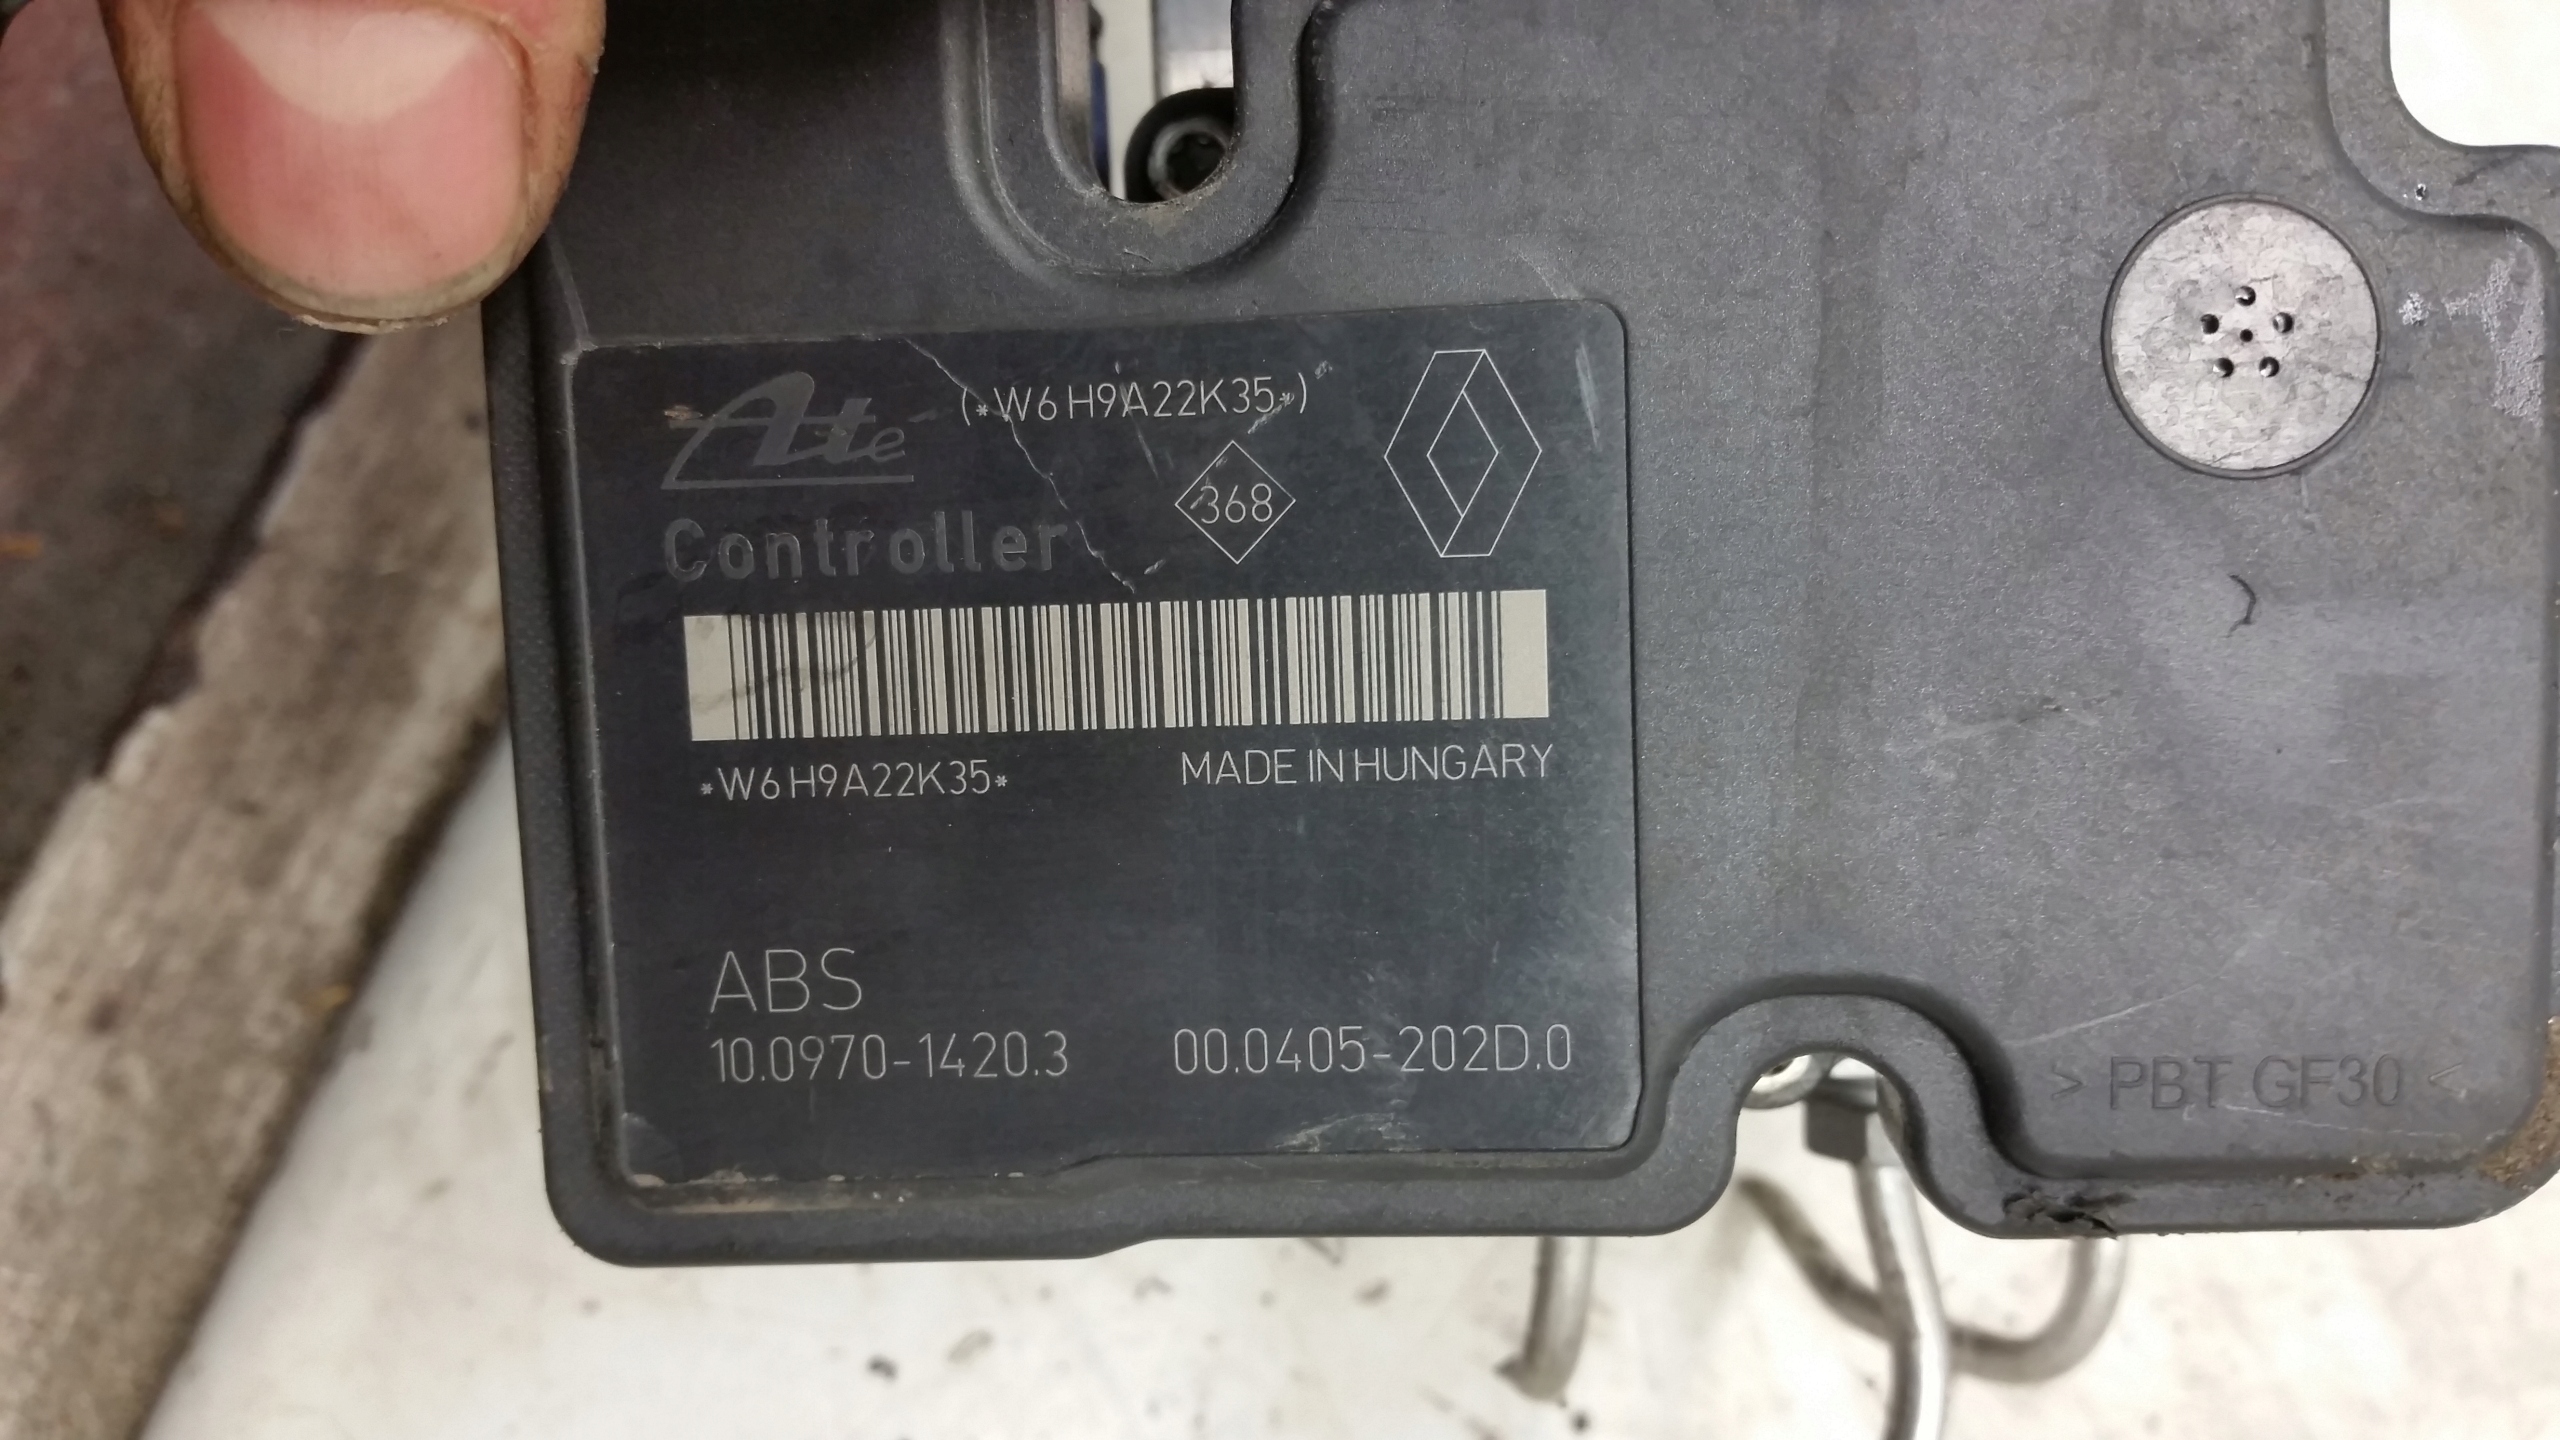 Ate
(*W6H9A22K35*)
368
Controller
*W6H9A22K35*
MADE IN HUNGARY
ABS
10.0970-1420.3
00.0405-202D.0
> PBT GF30 <